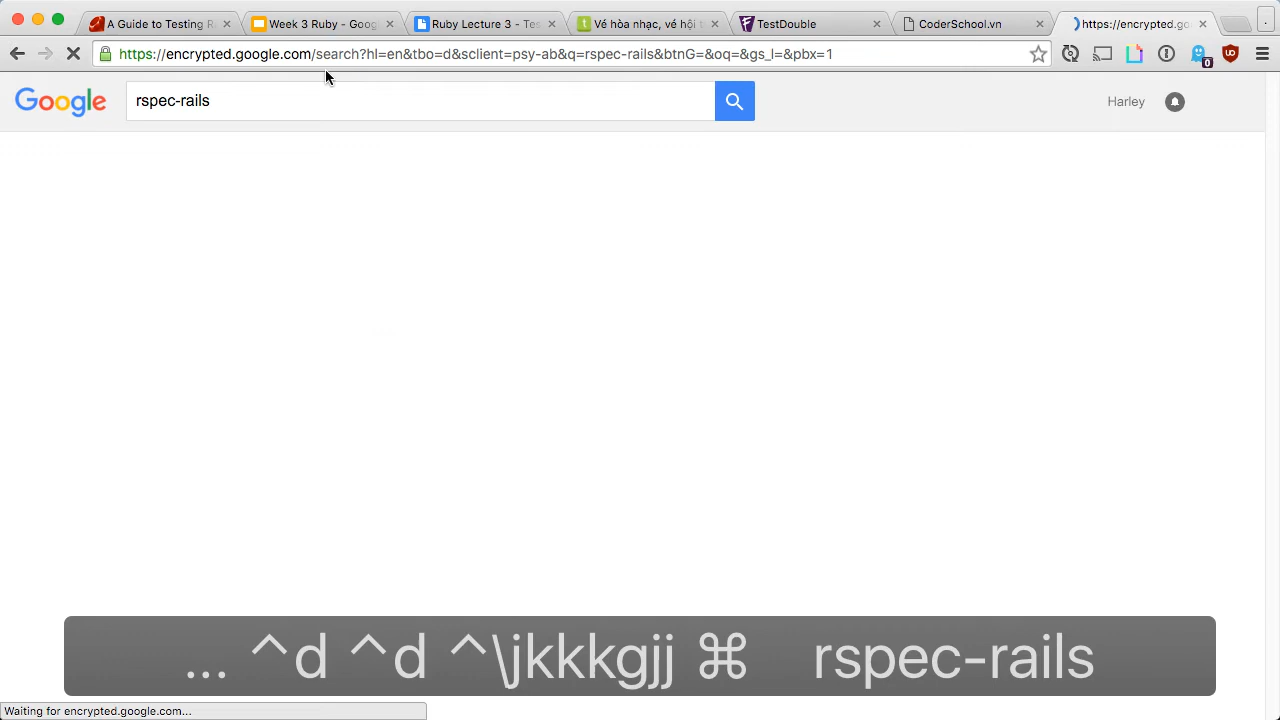 A Guide to Testing R
Week 3 Ruby - Goog
Ruby Lecture 3 - Tes
Vé hòa nhạc, vé hội t
TestDouble
CoderSchool.vn
https://encrypted.go
https://encrypted.google.com/search?hl=en&tbo=d&sclient=psy-ab&q=rspec-rails&btnG=&oq=&gs_l=&pbx=1
0
Google
rspec-rails
Harley
... ^d ^d ^\jkkkgjj ⌘ rspec-rails
Waiting for encrypted.google.com...